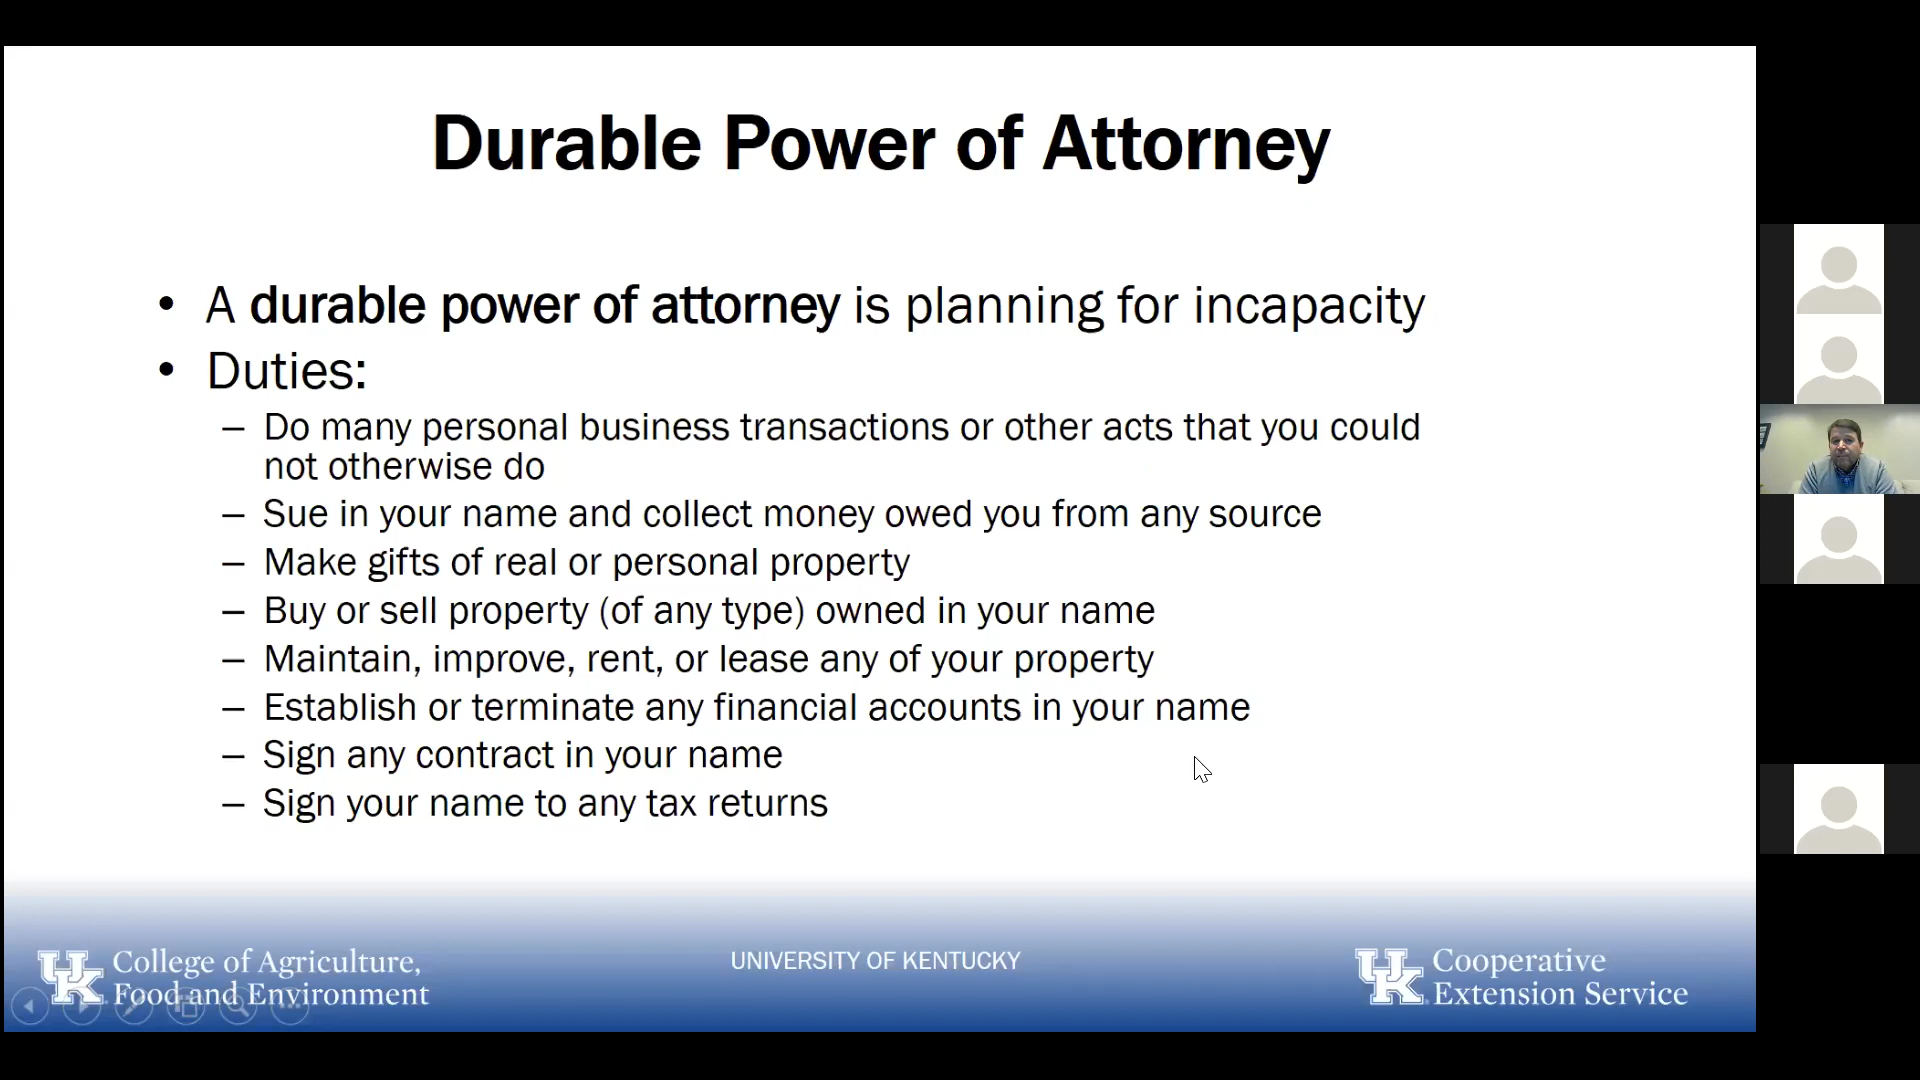 Durable Power of Attorney
• A durable power of attorney is planning for incapacity
• Duties:
– Do many personal business transactions or other acts that you could
not otherwise do
– Sue in your name and collect money owed you from any source
– Make gifts of real or personal property
– Buy or sell property (of any type) owned in your name
– Maintain, improve, rent, or lease any of your property
– Establish or terminate any financial accounts in your name
– Sign any contract in your name
– Sign your name to any tax returns
UK College of Agriculture,
Food and Environment
UNIVERSITY OF KENTUCKY
UK Cooperative
Extension Service